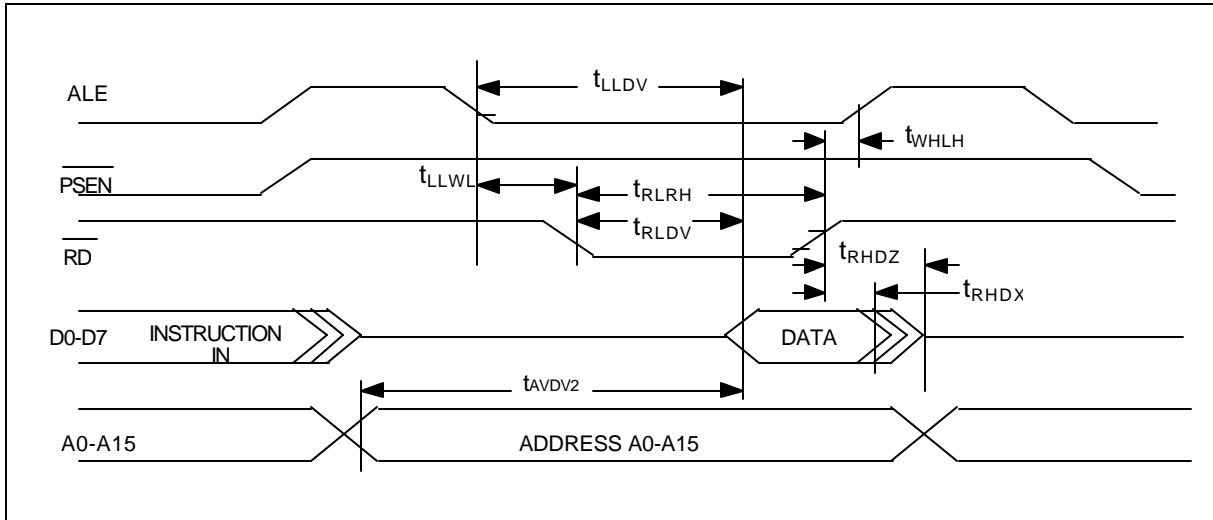 ALE
tLLDV
tWHLH
PSEN
tLLWL
tRLRH
tRLDV
RD
tRHDZ
tRHDX
D0-D7
INSTRUCTION
IN
DATA
tAVDV2
A0-A15
ADDRESS A0-A15